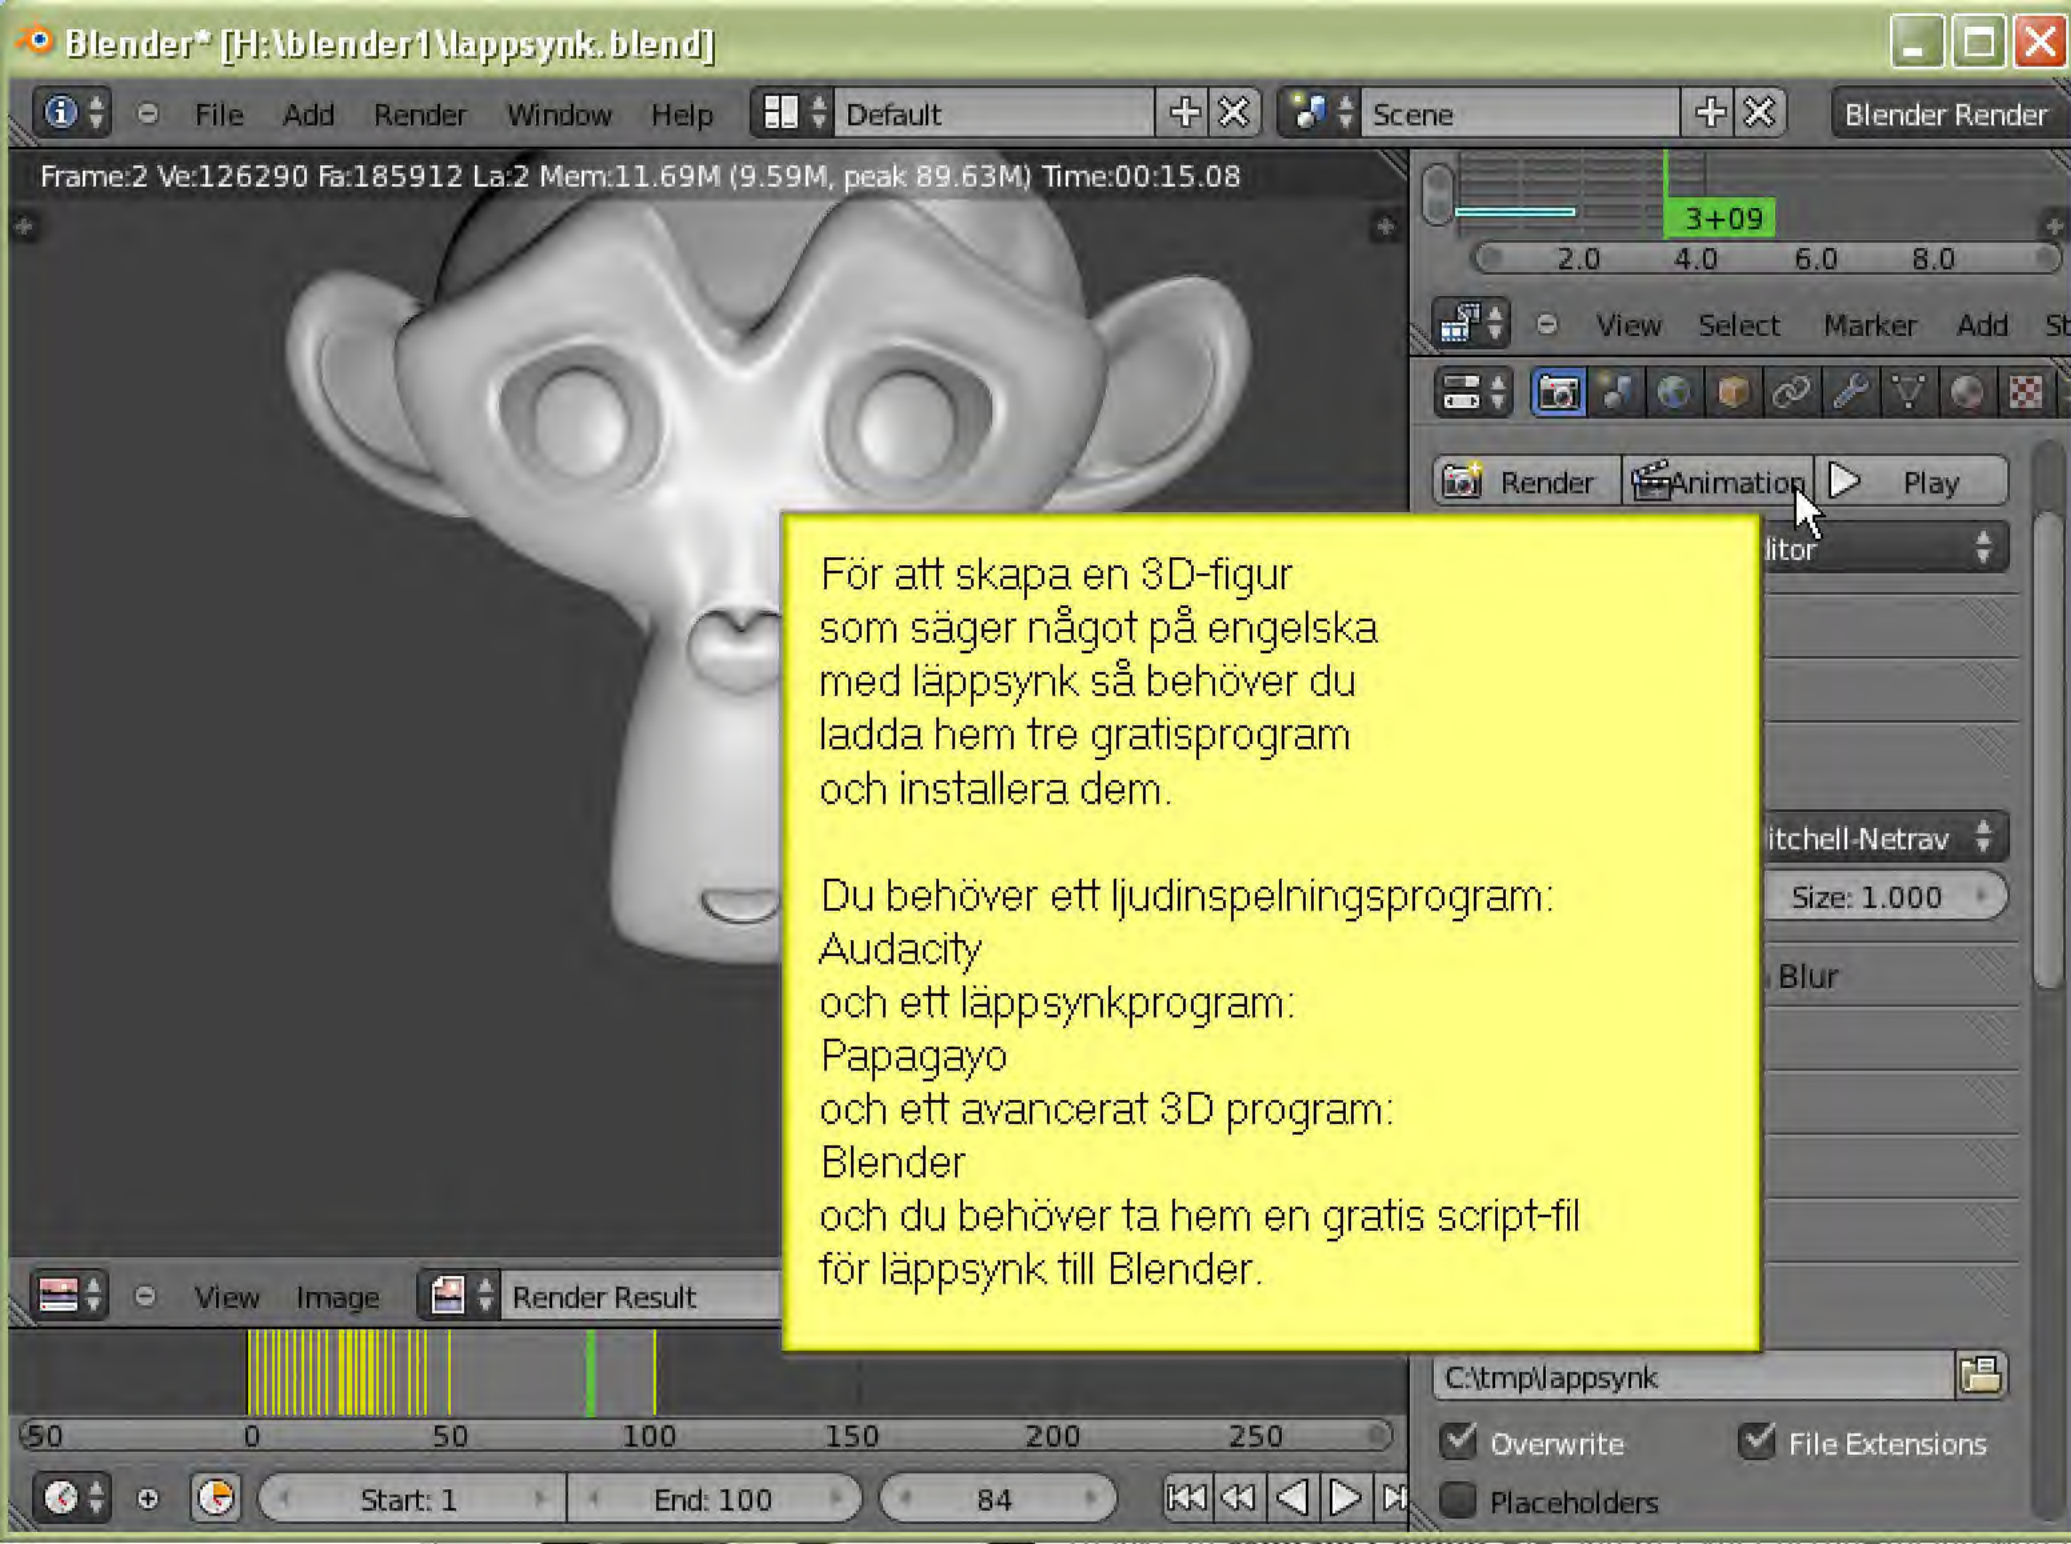 Blender* [H:\blender1\lappsynk.blend]
File Add Render Window Help Default Scene Blender Render
Frame:2 Ve:126290 Fa:185912 La:2 Mem:11.69M (9.59M, peak 89.63M) Time:00:15.08
3+09
2.0 4.0 6.0 8.0
View Select Marker Add St
Render Animation Play
ditor
För att skapa en 3D-figur
som säger något på engelska
med läppsynk så behöver du
ladda hem tre gratisprogram
och installera dem.
Du behöver ett ljudinspelningsprogram:
Audacity
och ett läppsynkprogram:
Papagayo
och ett avancerat 3D program:
Blender
och du behöver ta hem en gratis script-fil
för läppsynk till Blender.
itchell-Netrav
Size: 1.000
Blur
View Image Render Result
C:\tmp\lappsynk
-50 0 50 100 150 200 250
Overwrite File Extensions
Start: 1 End: 100 84
Placeholders